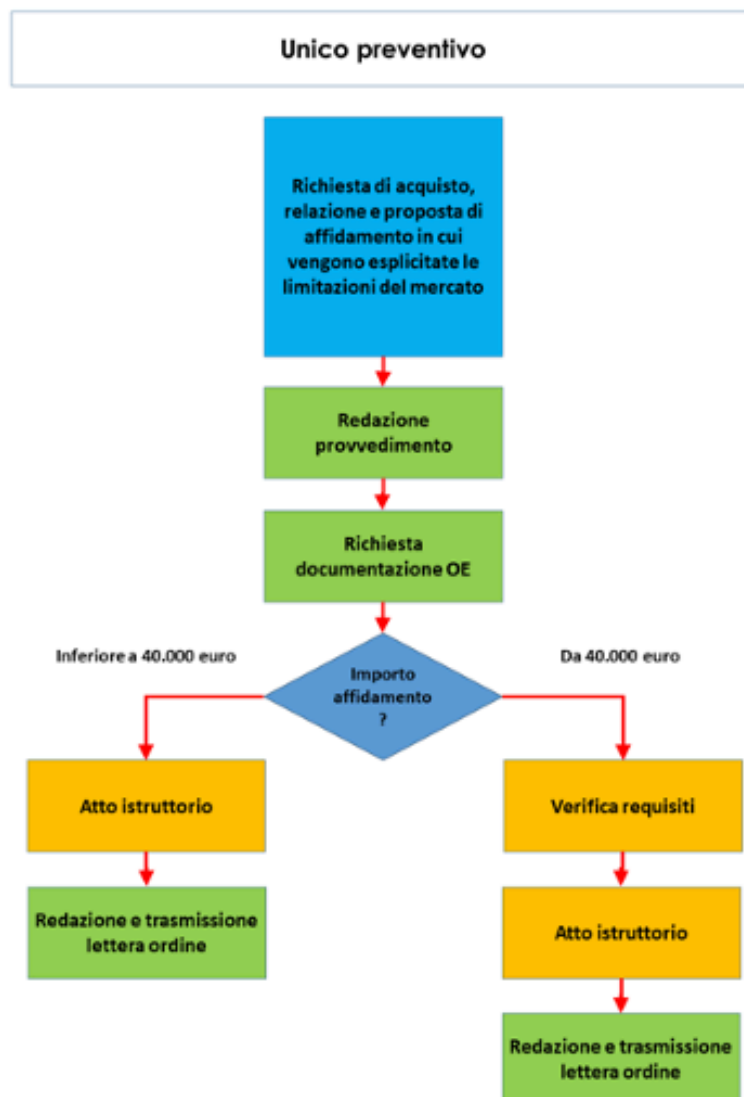 Unico preventivo
Richiesta di acquisto,
relazione e proposta di
affidamento in cui
vengono esplicitate le
limitazioni del mercato
Redazione
provvedimento
Richiesta
documentazione OE
Inferiore a 40.000 euro
Da 40.000 euro
Importo
affidamento
?
Atto istruttorio
Verifica requisiti
Redazione e trasmissione
lettera ordine
Atto istruttorio
Redazione e trasmissione
lettera ordine